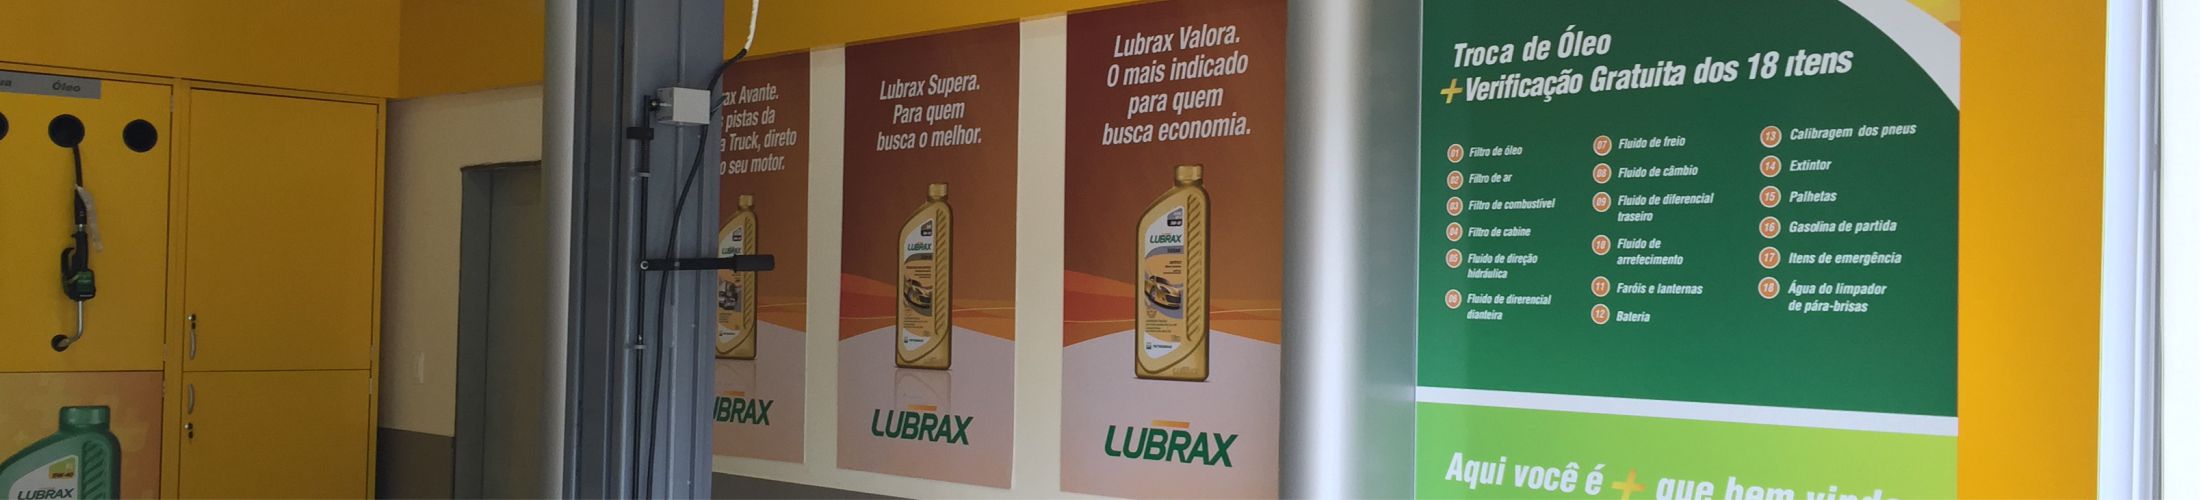 Óleo
Avante.
pistas da
Truck, direto
seu motor.
LUBRAX
Lubrax Supera.
Para quem
busca o melhor.
LUBRAX
LUBRAX
Lubrax Valora.
O mais indicado
para quem
busca economia.
LUBRAX
LUBRAX
Troca de Óleo
+Verificação Gratuita dos 18 itens
01 Filtro de óleo
02 Filtro de ar
03 Filtro de combustível
04 Filtro de cabine
05 Fluido de direção
hidráulica
06 Fluido de direrencial
dianteira
07 Fluido de freio
08 Fluido de câmbio
09 Fluido de diferencial
traseiro
10 Fluido de
arrefecimento
11 Faróis e lanternas
12 Bateria
13 Calibragem dos pneus
14 Extintor
15 Palhetas
16 Gasolina de partida
17 Itens de emergência
18 Água do limpador
de pára-brisas
Aqui você é + que bem
LUBRAX